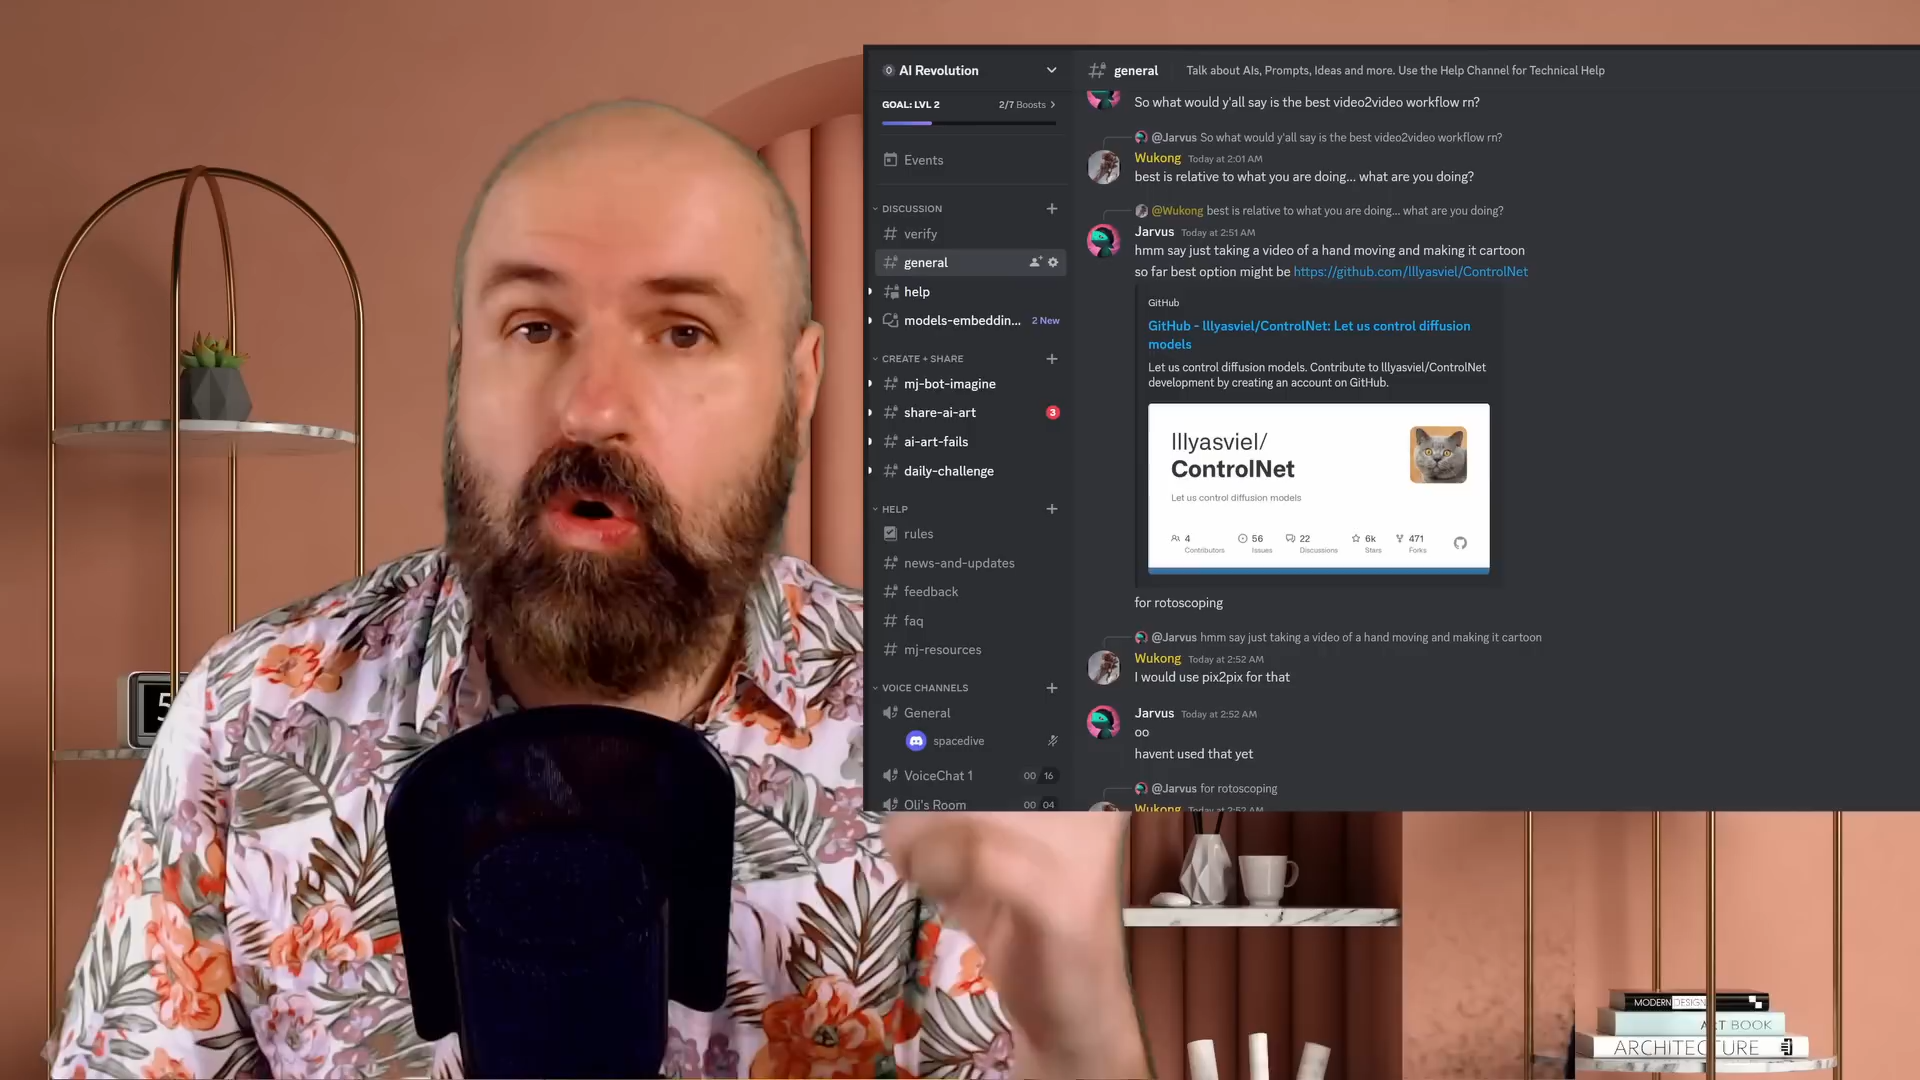 AI Revolution
GOAL: LVL 2
2/7 Boosts
Events
DISCUSSION
verify
general
help
models-embeddin...
2 New
CREATE + SHARE
mj-bot-imagine
share-ai-art
3
ai-art-fails
daily-challenge
HELP
rules
news-and-updates
feedback
faq
mj-resources
VOICE CHANNELS
General
spacedive
VoiceChat 1
00 16
Oli's Room
00 04
general
Talk about AIs, Prompts, Ideas and more. Use the Help Channel for Technical Help
So what would y'all say is the best video2video workflow rn?
@Jarvus So what would y'all say is the best video2video workflow rn?
Wukong Today at 2:01 AM
best is relative to what you are doing... what are you doing?
@Wukong best is relative to what you are doing... what are you doing?
Jarvus Today at 2:51 AM
hmm say just taking a video of a hand moving and making it cartoon
so far best option might be https://github.com/lllyasviel/ControlNet
GitHub
GitHub - lllyasviel/ControlNet: Let us control diffusion
models
Let us control diffusion models. Contribute to lllyasviel/ControlNet
development by creating an account on GitHub.
lllyasviel/
ControlNet
Let us control diffusion models
4 56 22 6k 471
Contributors Issues Discussions Stars Forks
for rotoscoping
@Jarvus hmm say just taking a video of a hand moving and making it cartoon
Wukong Today at 2:52 AM
I would use pix2pix for that
Jarvus Today at 2:52 AM
oo
havent used that yet
@Jarvus for rotoscoping
Wukong Today at 2:52 AM
5
MODERN DESIGN
ART BOOK
ARCHITECTURE